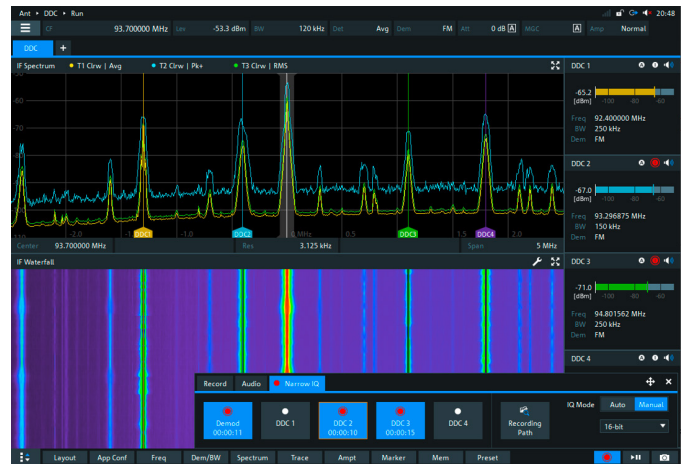 Ant ▸ DDC ▸ Run 20:48
CF 93.700000 MHz Lev -53.3 dBm BW 120 kHz Det Avg Dem FM Att 0 dB A MGC A Amp Normal
DDC +
IF Spectrum T1 Clrw | Avg T2 Clrw | Pk+ T3 Clrw | RMS
-60
-70
-2.0 -1.0 MHz 0.5 1.5 2.0
DDC1 DDC2 DDC3 DDC4
Center 93.700000 MHz Res 3.125 kHz Span 5 MHz
IF Waterfall
DDC 1
-65.2
[dBm] -100 -80 -60
Freq 92.400000 MHz
BW 250 kHz
Dem FM
DDC 2
-67.0
[dBm] -100 -80 -60
Freq 93.296875 MHz
BW 150 kHz
Dem FM
DDC 3
-71.0
[dBm] -100 -80 -60
Freq 94.801562 MHz
BW 250 kHz
Dem FM
DDC 4
Record Audio Narrow IQ
Demod
00:00:11
DDC 1
DDC 2
00:00:10
DDC 3
00:00:15
DDC 4
Recording
Path
IQ Mode Auto Manual
16-bit
Layout App Conf Freq Dem/BW Spectrum Trace Ampt Marker Mem Preset